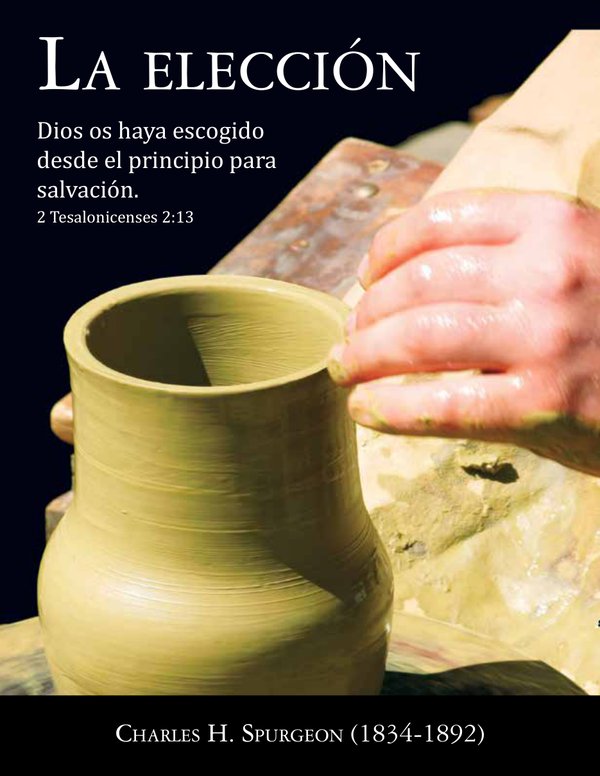 La elección
Dios os haya escogido
desde el principio para
salvación.
2 Tesalonicenses 2:13
Charles H. Spurgeon (1834-1892)